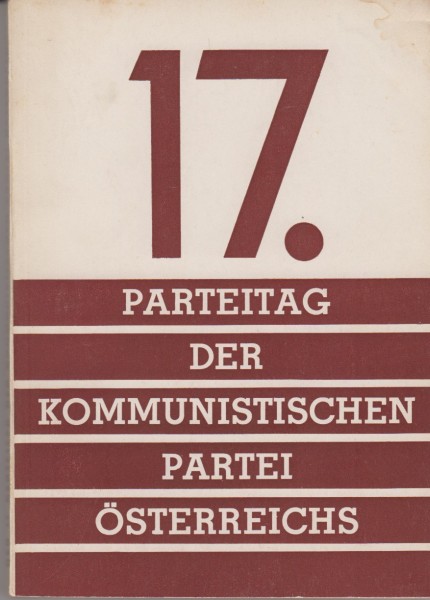 17.
PARTEITAG
DER
KOMMUNISTISCHEN
PARTEI
ÖSTERREICHS